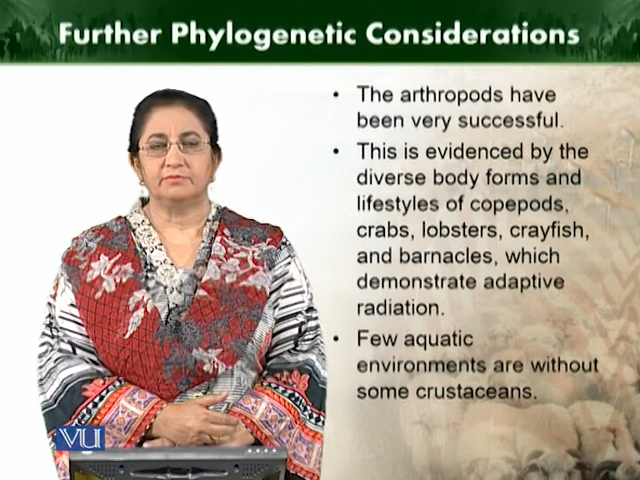 Further Phylogenetic Considerations
• The arthropods have
been very successful.
• This is evidenced by the
diverse body forms and
lifestyles of copepods,
crabs, lobsters, crayfish,
and barnacles, which
demonstrate adaptive
radiation.
• Few aquatic
environments are without
some crustaceans.
VU